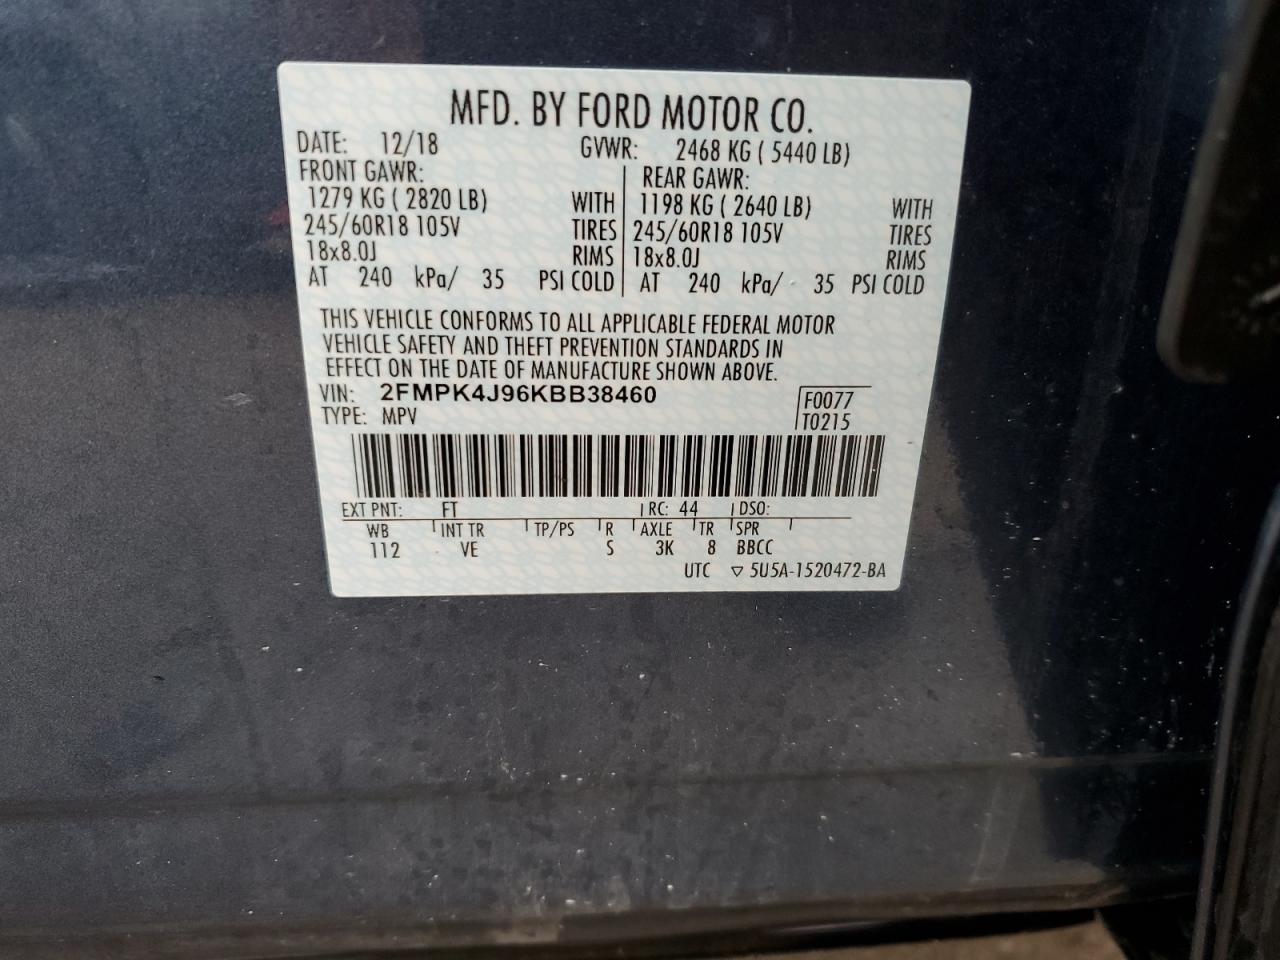 MFD. BY FORD MOTOR CO.
DATE: 12/18 GVWR: 2468 KG ( 5440 LB)
FRONT GAWR: REAR GAWR:
1279 KG ( 2820 LB) WITH 1198 KG ( 2640 LB) WITH
245/60R18 105V TIRES 245/60R18 105V TIRES
18x8.0J RIMS 18x8.0J RIMS
AT 240 kPa/ 35 PSI COLD AT 240 kPa/ 35 PSI COLD
THIS VEHICLE CONFORMS TO ALL APPLICABLE FEDERAL MOTOR
VEHICLE SAFETY AND THEFT PREVENTION STANDARDS IN
EFFECT ON THE DATE OF MANUFACTURE SHOWN ABOVE.
VIN: 2FMPK4J96KBB38460 F0077
TYPE: MPV T0215
EXT PNT: FT RC: 44 DSO:
WB INT TR TP/PS R AXLE TR SPR
112 VE S 3K 8 BBCC
UTC ▽ 5U5A-1520472-BA